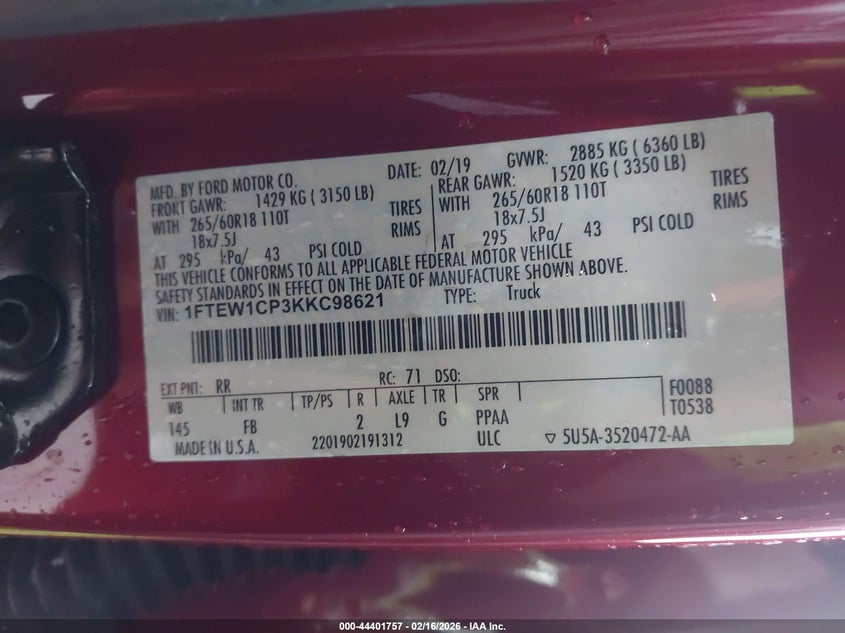 MFD. BY FORD MOTOR CO. DATE: 02/19 GVWR: 2885 KG ( 6360 LB)
FRONT GAWR: 1429 KG ( 3150 LB) REAR GAWR: 1520 KG ( 3350 LB)
WITH 265/60R18 110T TIRES WITH 265/60R18 110T TIRES
18x7.5J RIMS 18x7.5J RIMS
AT 295 kPa/ 43 PSI COLD AT 295 kPa/ 43 PSI COLD
THIS VEHICLE CONFORMS TO ALL APPLICABLE FEDERAL MOTOR VEHICLE
SAFETY STANDARDS IN EFFECT ON THE DATE OF MANUFACTURE SHOWN ABOVE.
VIN: 1FTEW1CP3KKC98621 TYPE: Truck
EXT PNT: RR RC: 71 DSO: F0088
WB INT TR TP/PS R AXLE TR SPR T0538
145 FB 2 L9 G PPAA
MADE IN U.S.A. 2201902191312 ULC ▽ 5U5A-3520472-AA
000-44401757 - 02/16/2026 - IAA Inc.